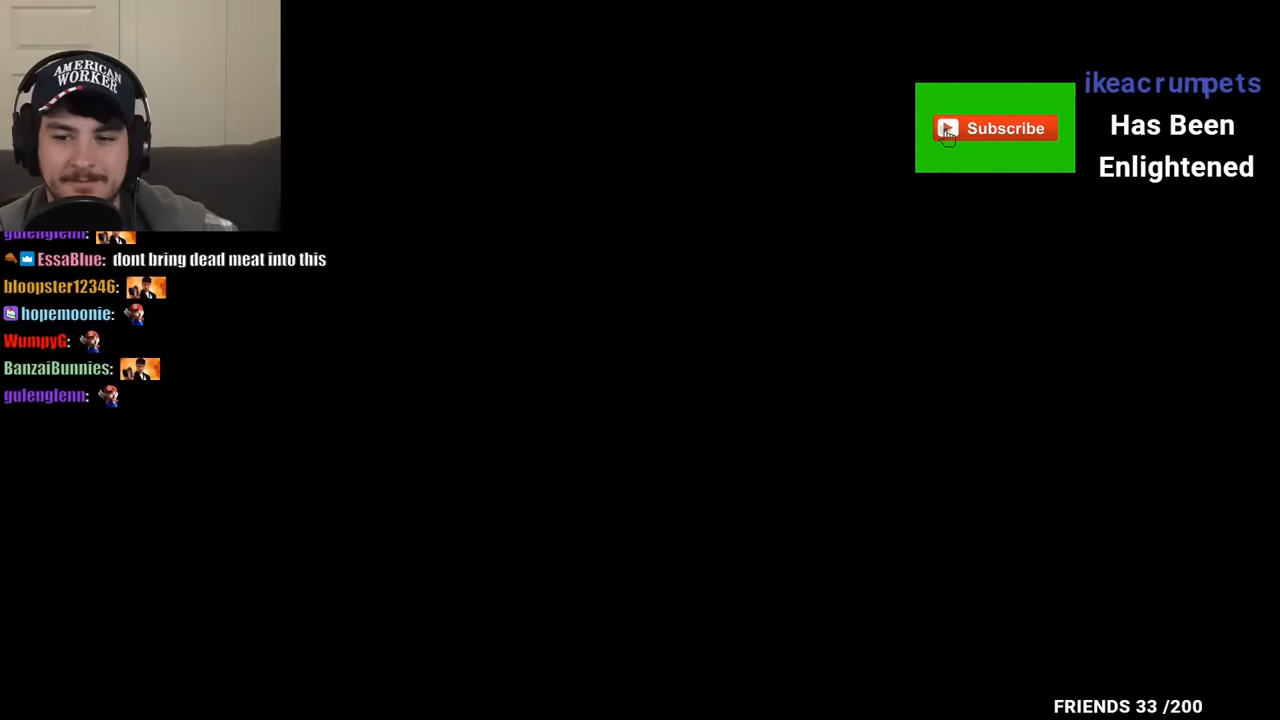 AMERICAN
WORKER
ikeacrumpets
Has Been
Enlightened
Subscribe
gulenglenn:
EssaBlue: dont bring dead meat into this
bloopster12346:
hopemoonie:
WumpyG:
BanzaiBunnies:
gulenglenn:
FRIENDS 33 /200